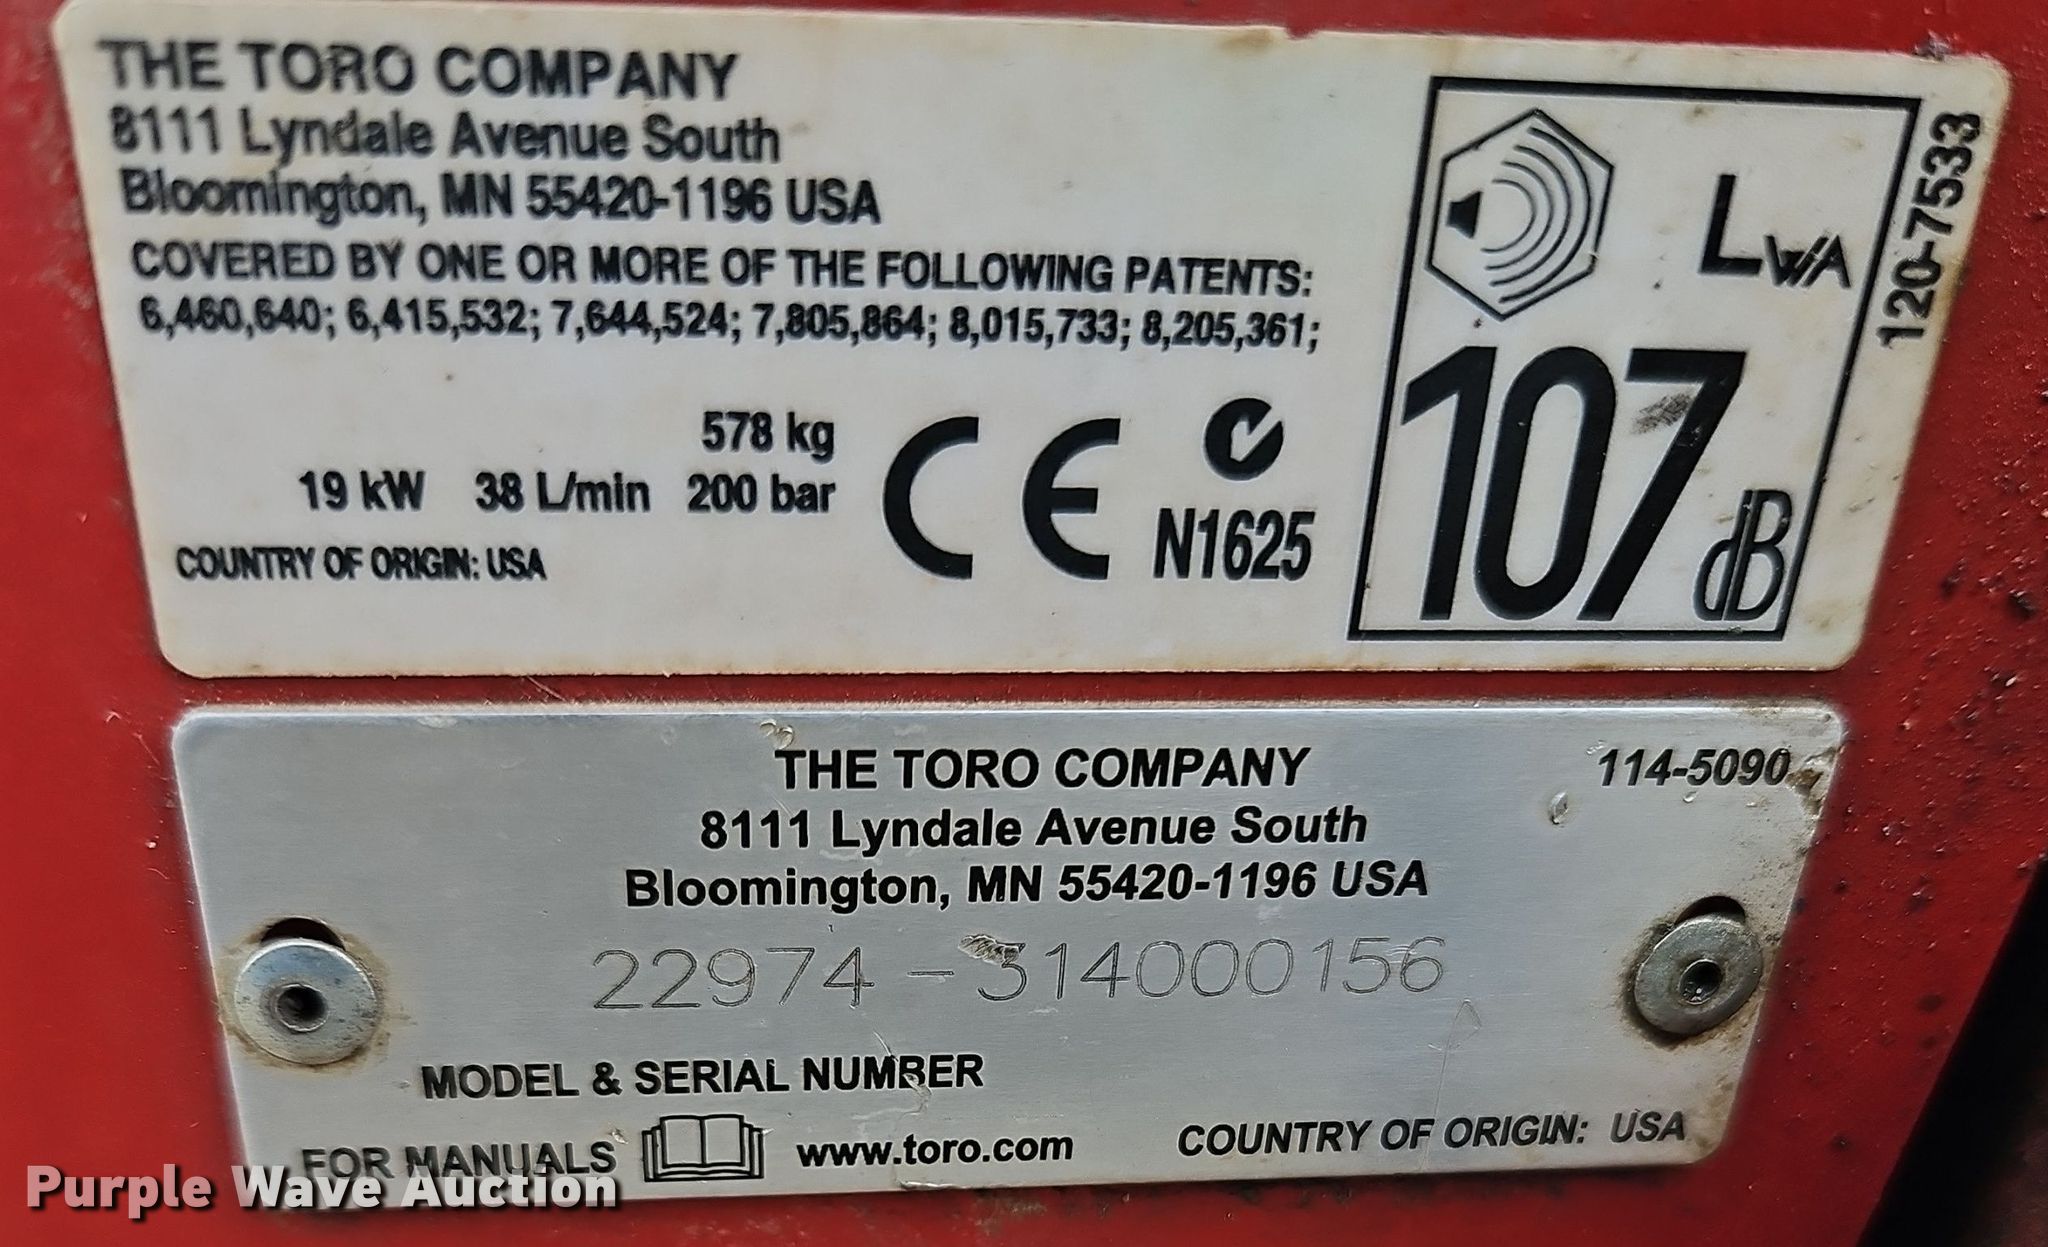 THE TORO COMPANY
8111 Lyndale Avenue South
Bloomington, MN 55420-1196 USA
COVERED BY ONE OR MORE OF THE FOLLOWING PATENTS:
6,460,640; 6,415,532; 7,644,524; 7,805,864; 8,015,733; 8,205,361;
578 kg
19 kW 38 L/min 200 bar
COUNTRY OF ORIGIN: USA
CE
N1625
LWA
107 dB
120-7533
THE TORO COMPANY
114-5090
8111 Lyndale Avenue South
Bloomington, MN 55420-1196 USA
22974-314000156
MODEL & SERIAL NUMBER
FOR MANUALS www.toro.com
COUNTRY OF ORIGIN: USA
Purple Wave Auction